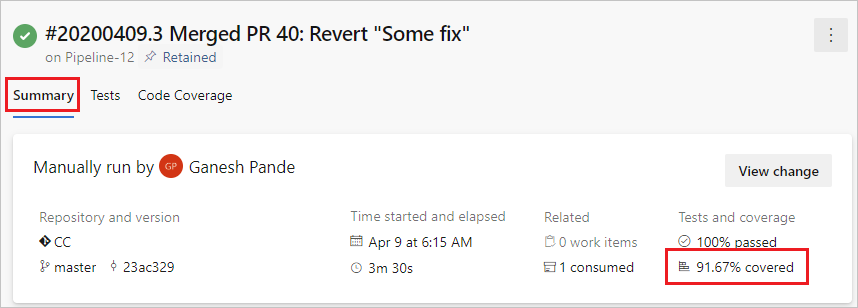 #20200409.3 Merged PR 40: Revert "Some fix"
on Pipeline-12 Retained
Summary Tests Code Coverage
Manually run by GP Ganesh Pande View change
Repository and version Time started and elapsed Related Tests and coverage
CC Apr 9 at 6:15 AM 0 work items 100% passed
master 23ac329 3m 30s 1 consumed 91.67% covered